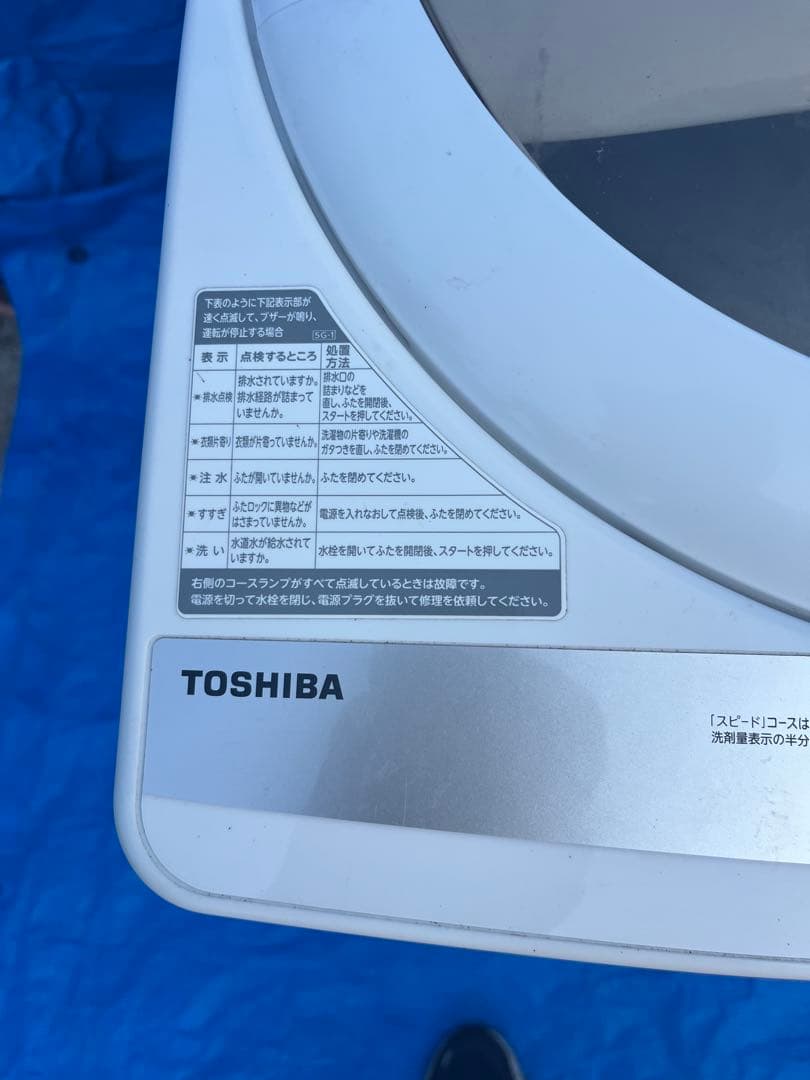 下表のように下記表示部が
速く点滅して、ブザーが鳴り、
運転が停止する場合 5G-1
表示 点検するところ 処置方法
排水点検 排水されていますか。排水経路が詰まっていませんか。 排水口の詰まりなどを直し、ふたを開閉後、スタートを押してください。
衣類片寄り 衣類が片寄っていませんか。 洗濯物の片寄りや洗濯機のガタつきを直し、ふたを閉めてください。
注水 ふたが開いていませんか。 ふたを閉めてください。
すすぎ ふたロックに異物などがはさまっていませんか。 電源を入れなおして点検後、ふたを閉めてください。
洗い 水道水が給水されていますか。 水栓を開いてふたを開閉後、スタートを押してください。
右側のコースランプがすべて点滅しているときは故障です。
電源を切って水栓を閉じ、電源プラグを抜いて修理を依頼してください。
TOSHIBA
「スピード」コースは
洗剤量表示の半分